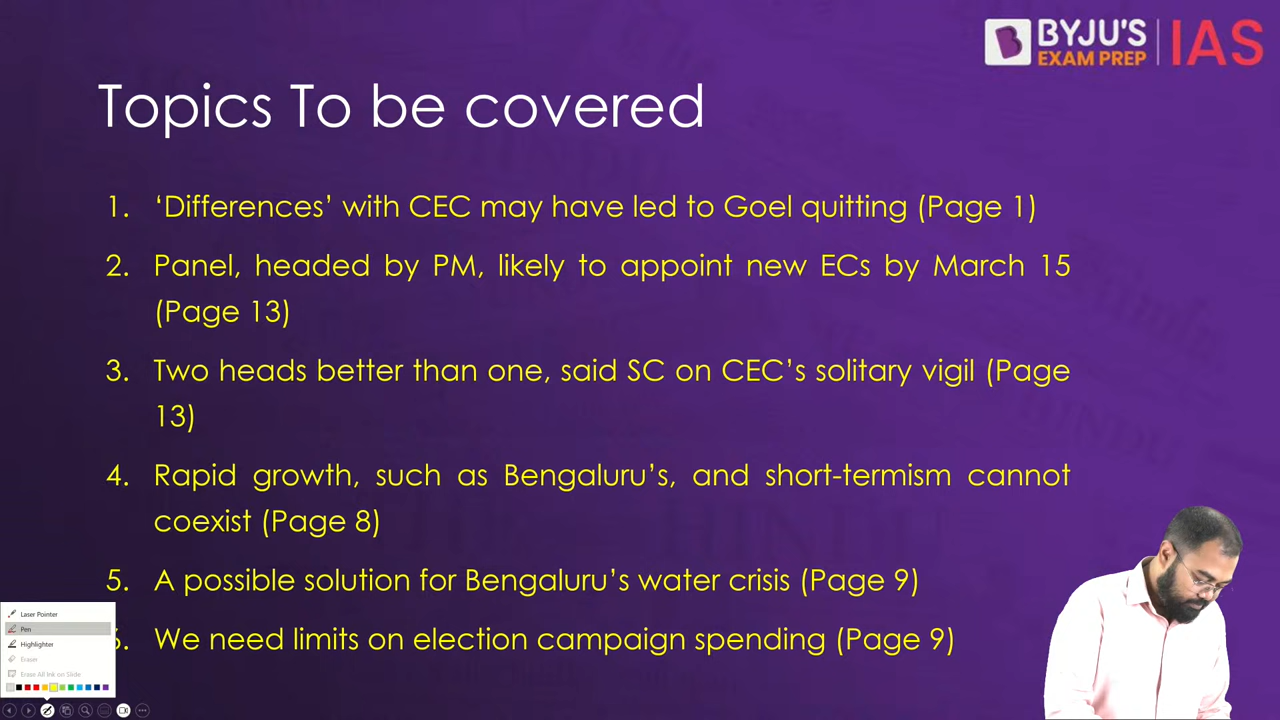 BYJU'S
EXAM PREP
IAS
Topics To be covered
1. ‘Differences’ with CEC may have led to Goel quitting (Page 1)
2. Panel, headed by PM, likely to appoint new ECs by March 15
(Page 13)
3. Two heads better than one, said SC on CEC’s solitary vigil (Page
13)
4. Rapid growth, such as Bengaluru’s, and short-termism cannot
coexist (Page 8)
5. A possible solution for Bengaluru’s water crisis (Page 9)
6. We need limits on election campaign spending (Page 9)
Laser Pointer
Pen
Highlighter
Eraser
Erase All Ink on Slide